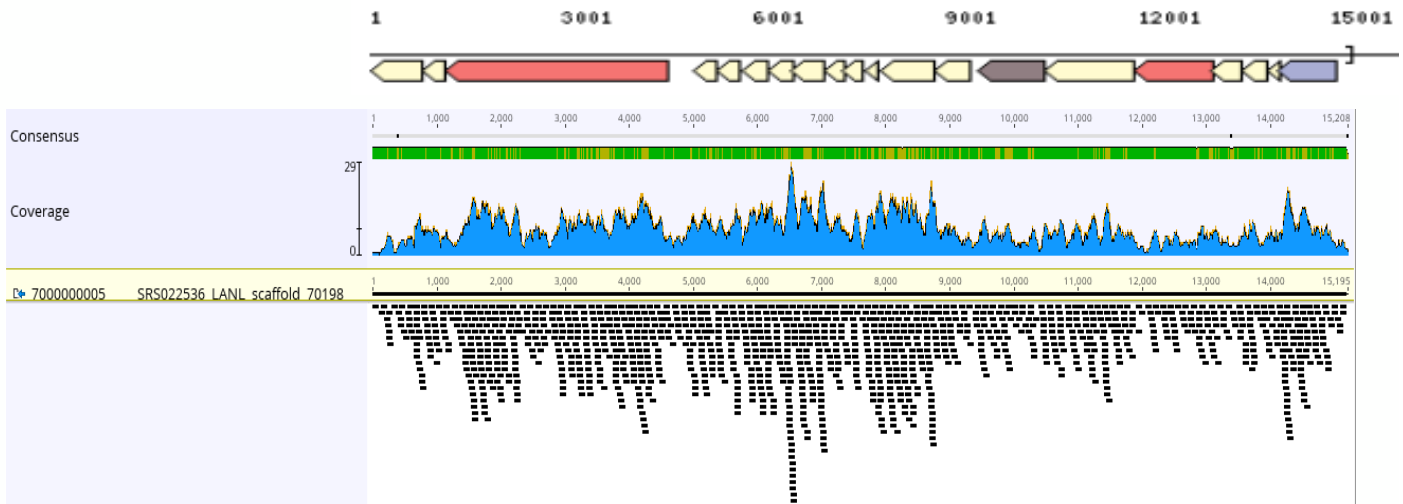 1 3001 6001 9001 12001 15001
]
1 1,000 2,000 3,000 4,000 5,000 6,000 7,000 8,000 9,000 10,000 11,000 12,000 13,000 14,000 15,208
Consensus
29
Coverage
0
1 1,000 2,000 3,000 4,000 5,000 6,000 7,000 8,000 9,000 10,000 11,000 12,000 13,000 14,000 15,195
7000000005 SRS022536_LANL_scaffold_70198